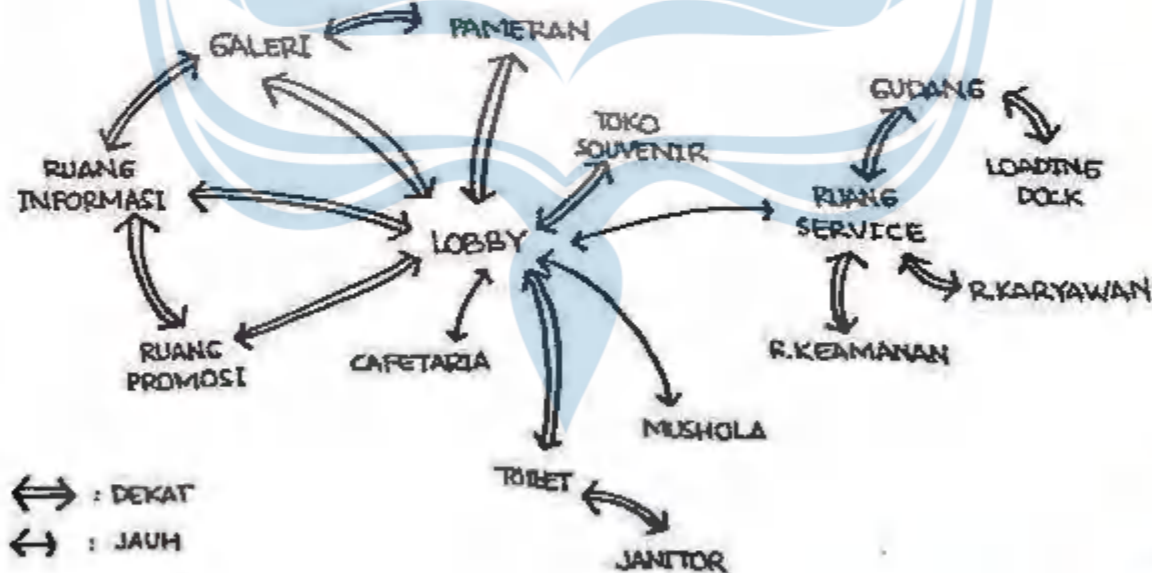 GALERI
PAMERAN
GUDANG
TOKO
SOUVENIR
LOADING
DOCK
RUANG
INFORMASI
RUANG
SERVICE
LOBBY
R.KARYAWAN
RUANG
PROMOSI
CAFETARIA
R.KEAMANAN
MUSHOLA
TOILET
JANITOR
: DEKAT
: JAUH